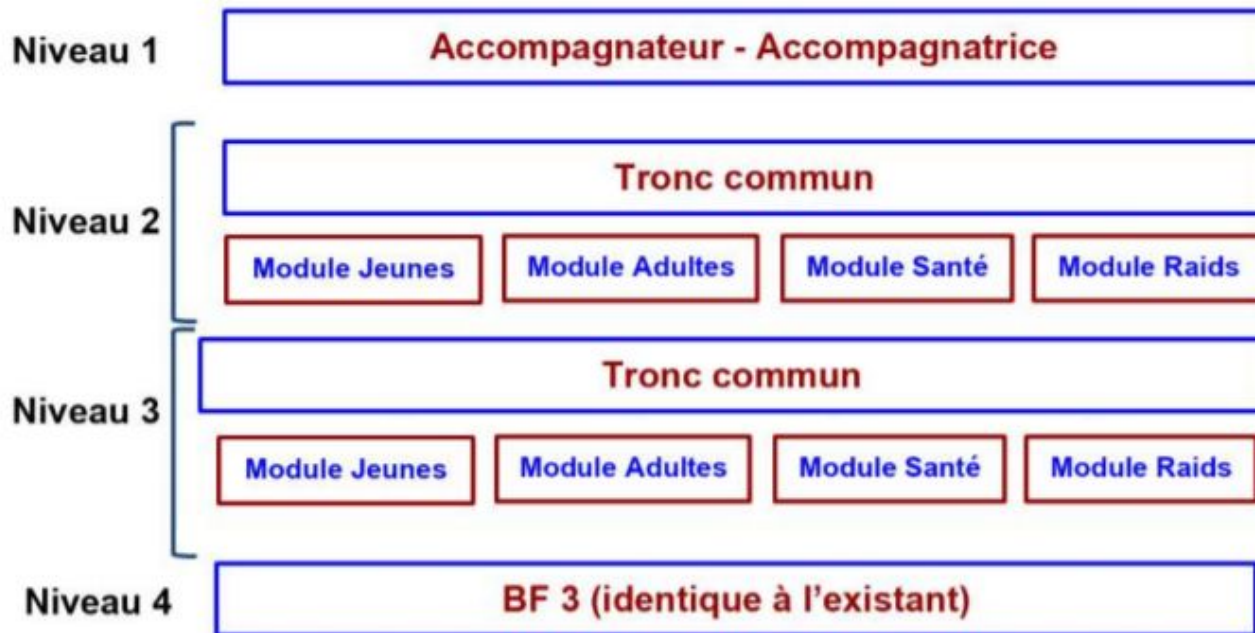 Niveau 1
Accompagnateur - Accompagnatrice
Niveau 2
Tronc commun
Module Jeunes
Module Adultes
Module Santé
Module Raids
Niveau 3
Tronc commun
Module Jeunes
Module Adultes
Module Santé
Module Raids
Niveau 4
BF 3 (identique à l'existant)